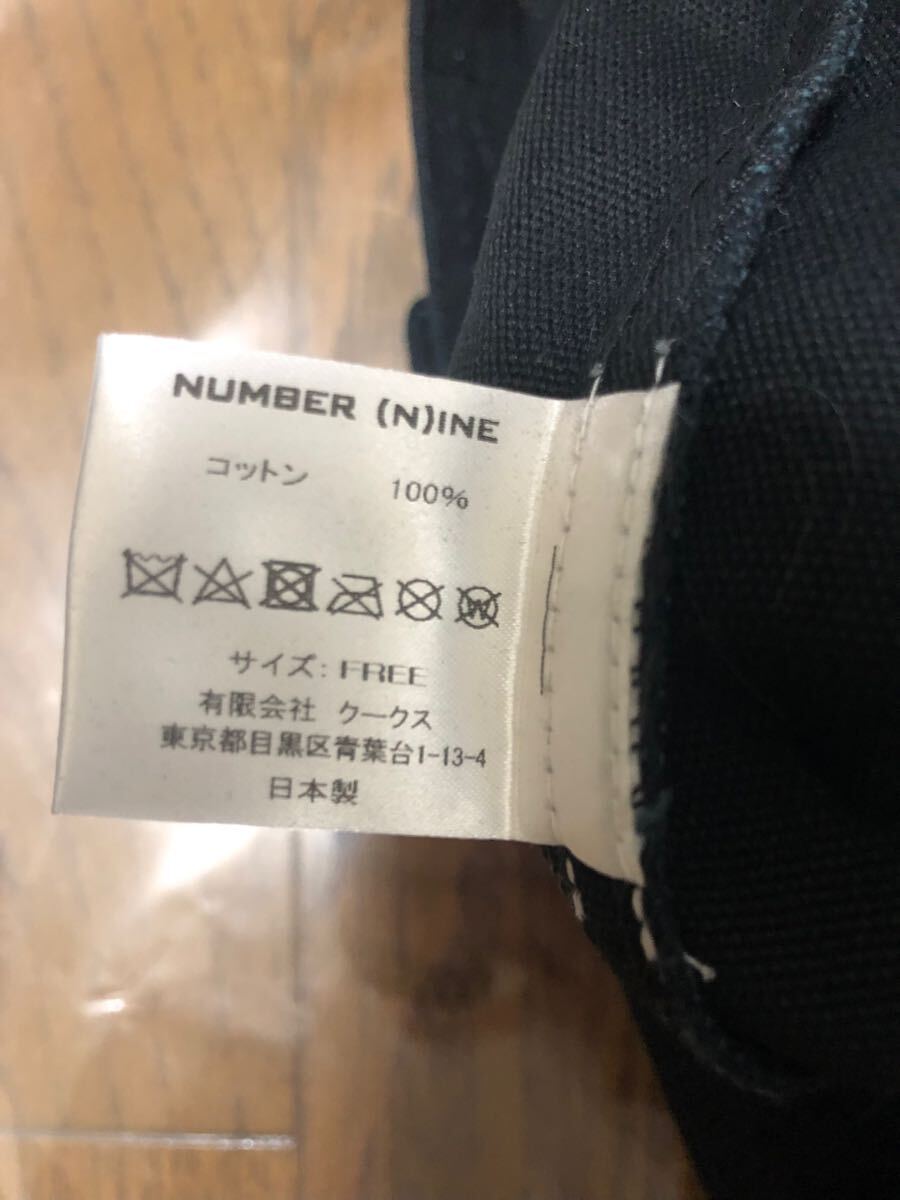 NUMBER (N)INE
コットン 100%
W
サイズ: FREE
有限会社 クークス
東京都目黒区青葉台1-13-4
日本製